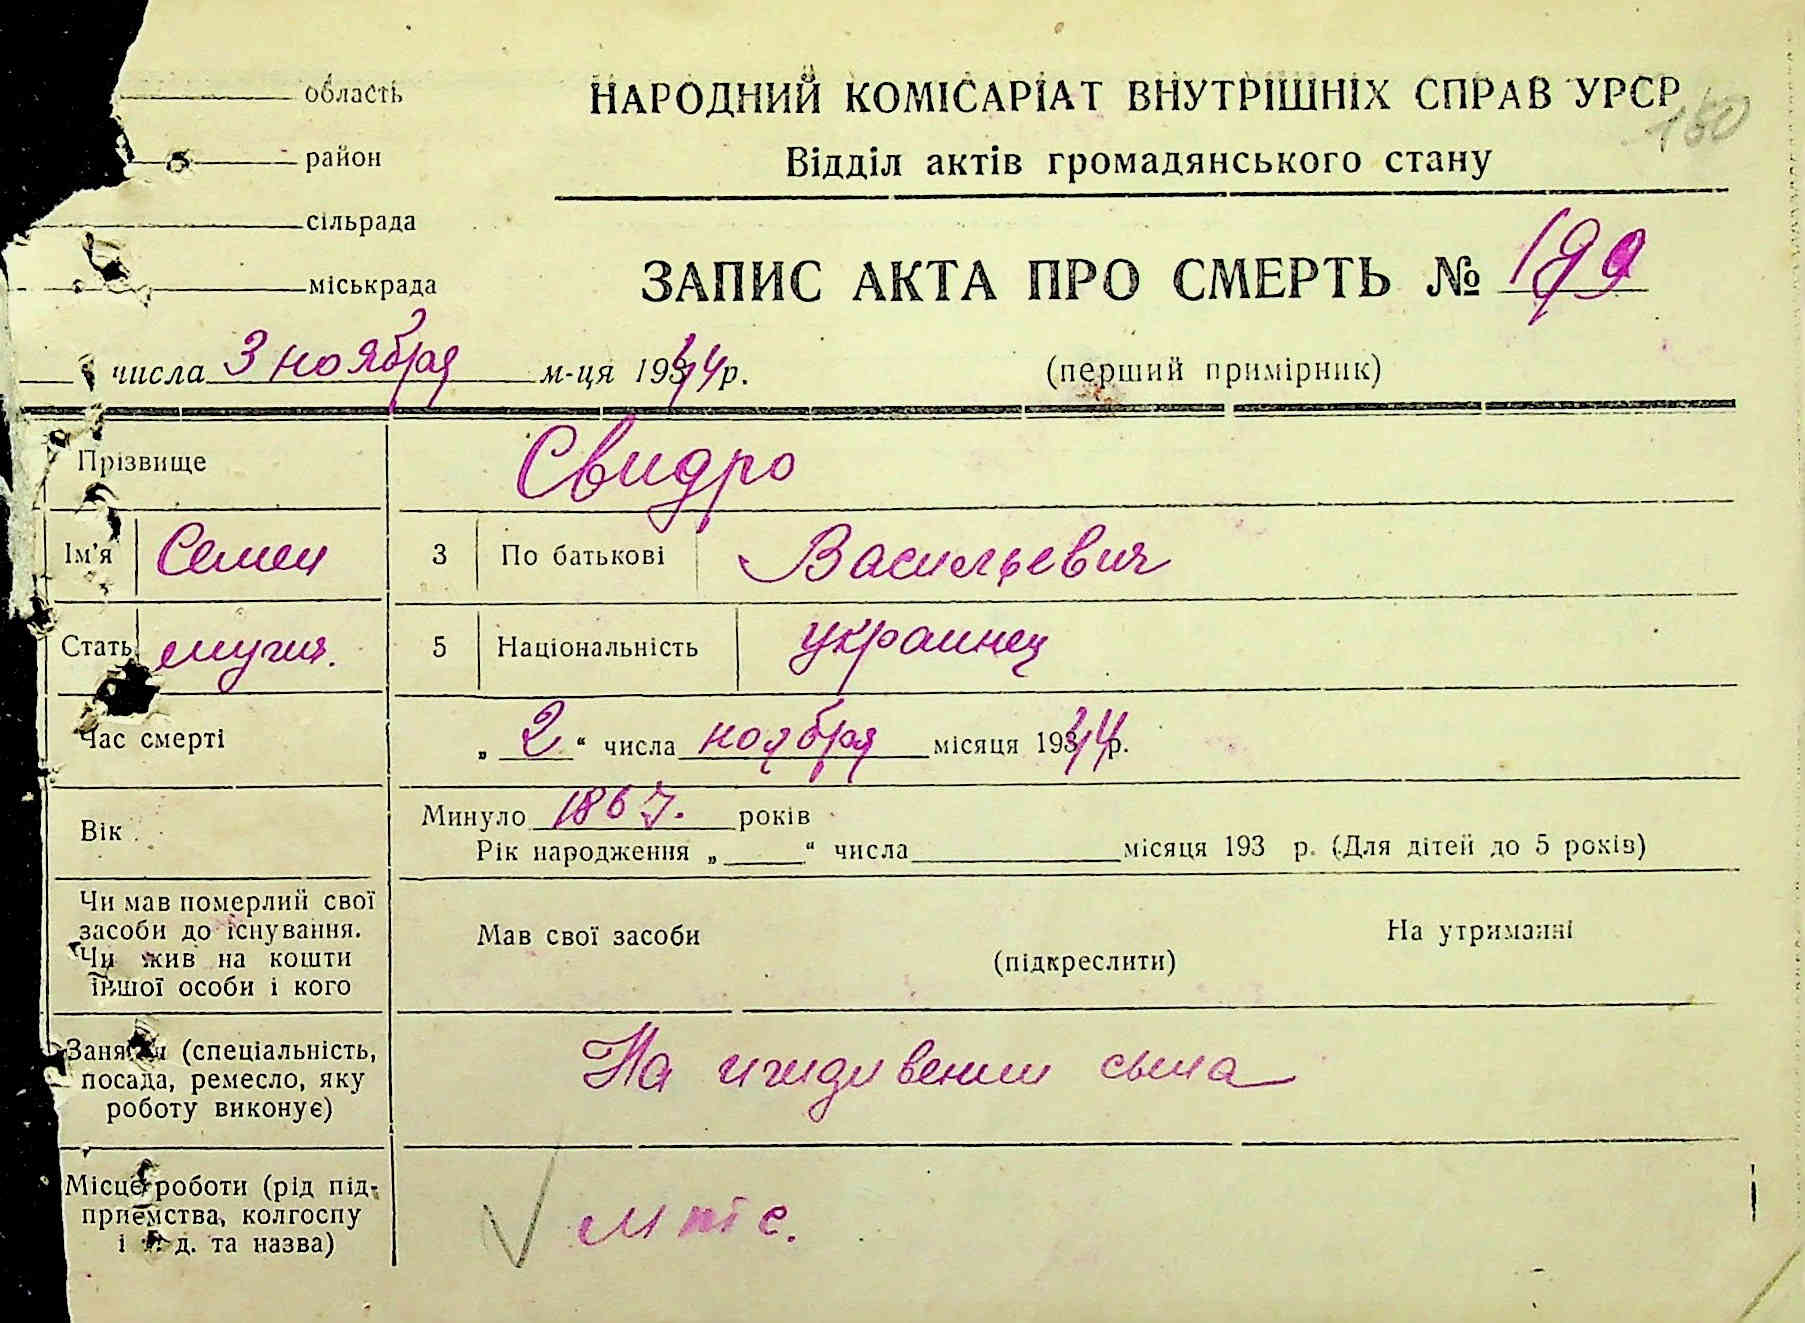 область
НАРОДНИЙ КОМІСАРІАТ ВНУТРІШНІХ СПРАВ УРСР
150
район
Відділ актів громадянського стану
сільрада
міськрада
ЗАПИС АКТА ПРО СМЕРТЬ № 199
числа 3 ноября м-ця 1944 р.
(перший примірник)
Прізвище Свидро
Ім'я Семен 3 По батькові Васильевич
Стать мужч. 5 Національність украинец
Час смерті „ 2 “ числа ноября місяця 1944 р.
Вік Минуло 1867. років
Рік народження „ “ числа місяця 193 р. (Для дітей до 5 років)
Чи мав померлий свої
засоби до існування.
Чи жив на кошти
іншої особи і кого
Мав свої засоби (підкреслити) На утриманні
Заняття (спеціальність,
посада, ремесло, яку
роботу виконує)
На иждивении сына
Місце роботи (рід під-
приємства, колгоспу
і т. д. та назва)
мтс.